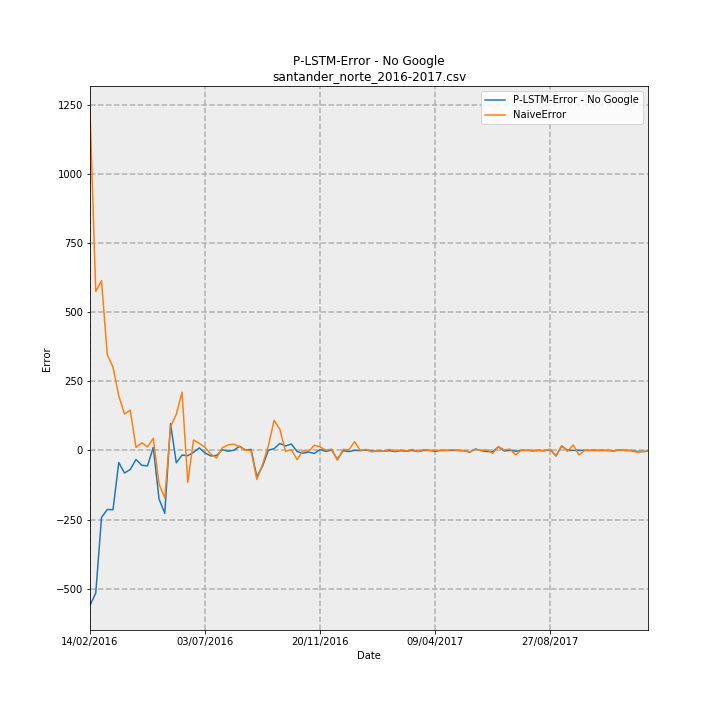 P-LSTM-Error - No Google
santander_norte_2016-2017.csv
P-LSTM-Error - No Google
NaiveError
1250
1000
750
500
250
0
−250
−500
Error
14/02/2016
03/07/2016
20/11/2016
09/04/2017
27/08/2017
Date